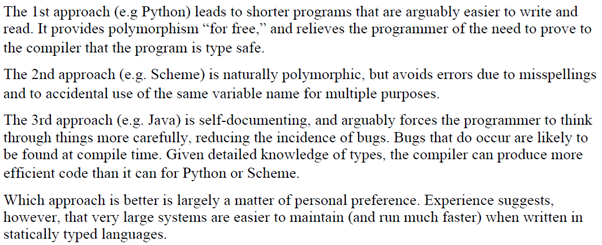 The 1st approach (e.g Python) leads to shorter programs that are arguably easier to write and
read. It provides polymorphism “for free,” and relieves the programmer of the need to prove to
the compiler that the program is type safe.
The 2nd approach (e.g. Scheme) is naturally polymorphic, but avoids errors due to misspellings
and to accidental use of the same variable name for multiple purposes.
The 3rd approach (e.g. Java) is self-documenting, and arguably forces the programmer to think
through things more carefully, reducing the incidence of bugs. Bugs that do occur are likely to
be found at compile time. Given detailed knowledge of types, the compiler can produce more
efficient code than it can for Python or Scheme.
Which approach is better is largely a matter of personal preference. Experience suggests,
however, that very large systems are easier to maintain (and run much faster) when written in
statically typed languages.